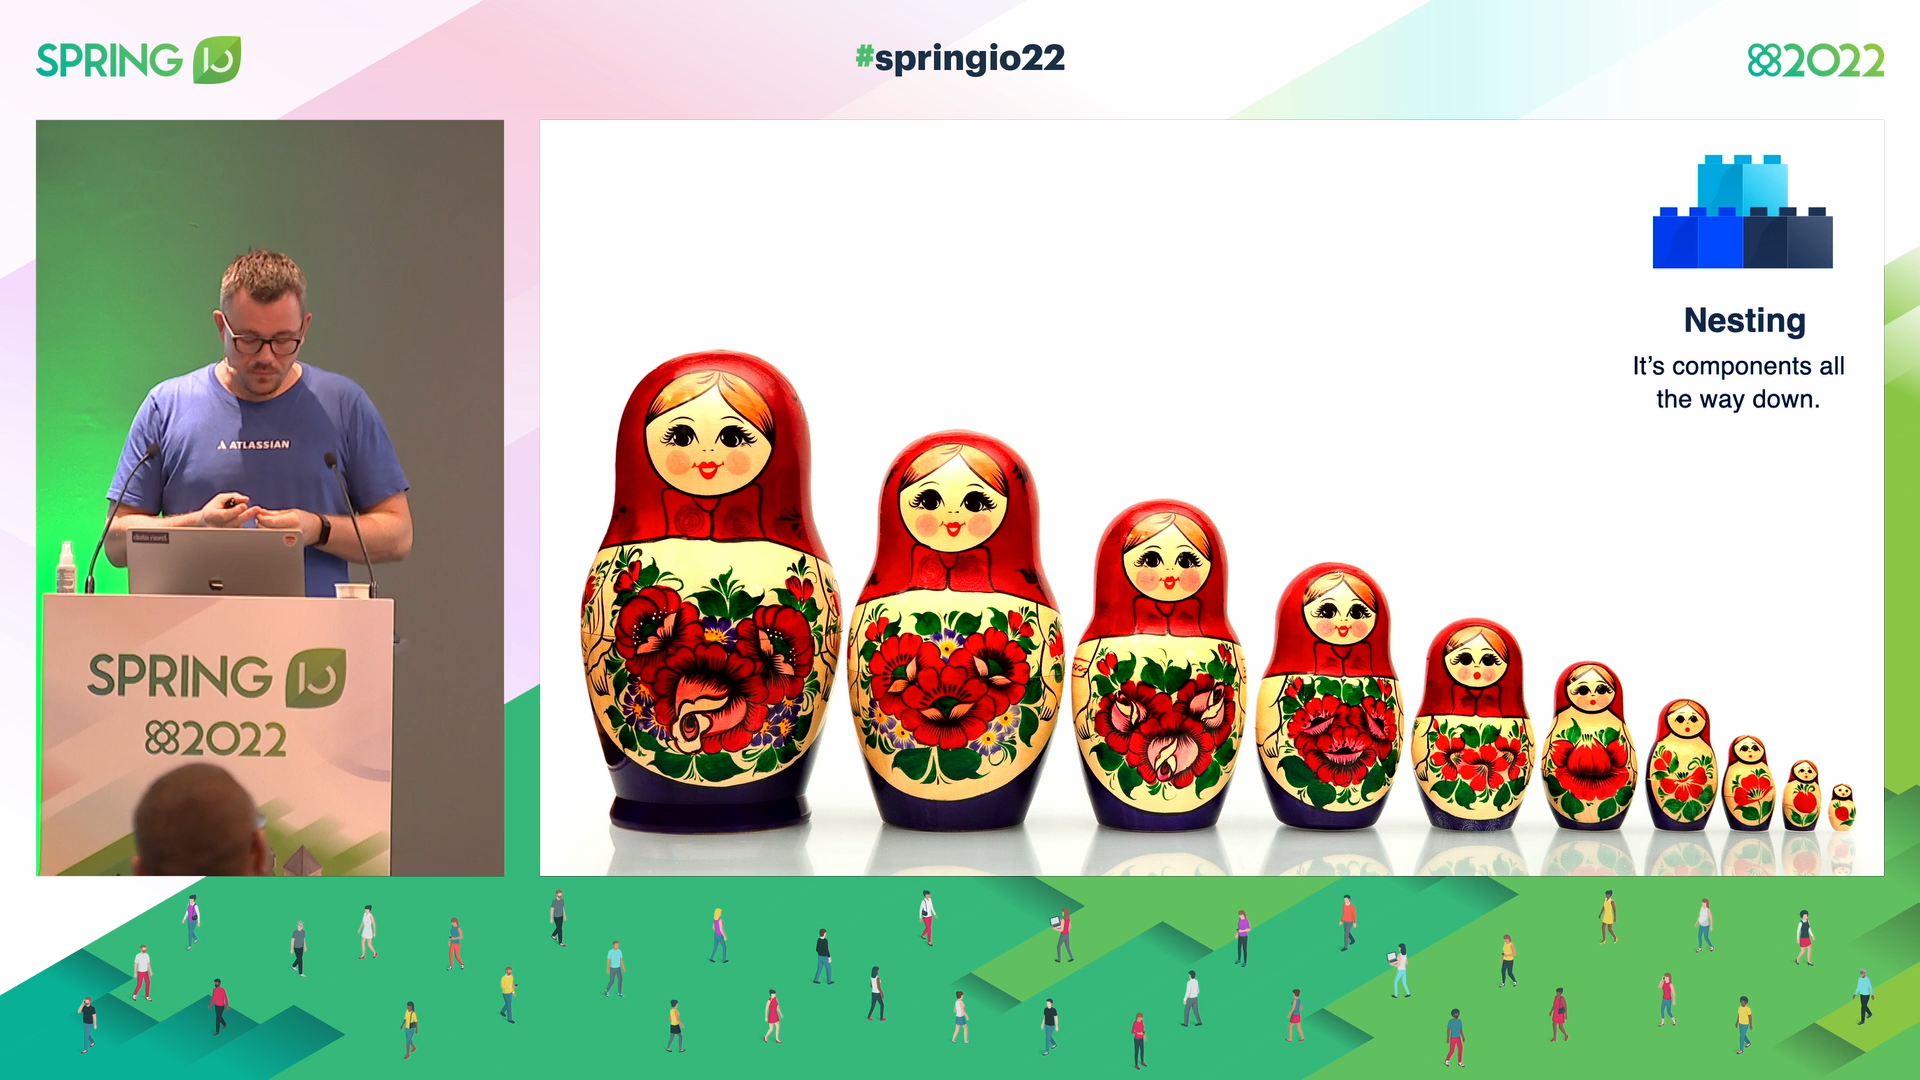 SPRING IO
#springio22
2022
ATLASSIAN
SPRING IO
2022
Nesting
It’s components all
the way down.